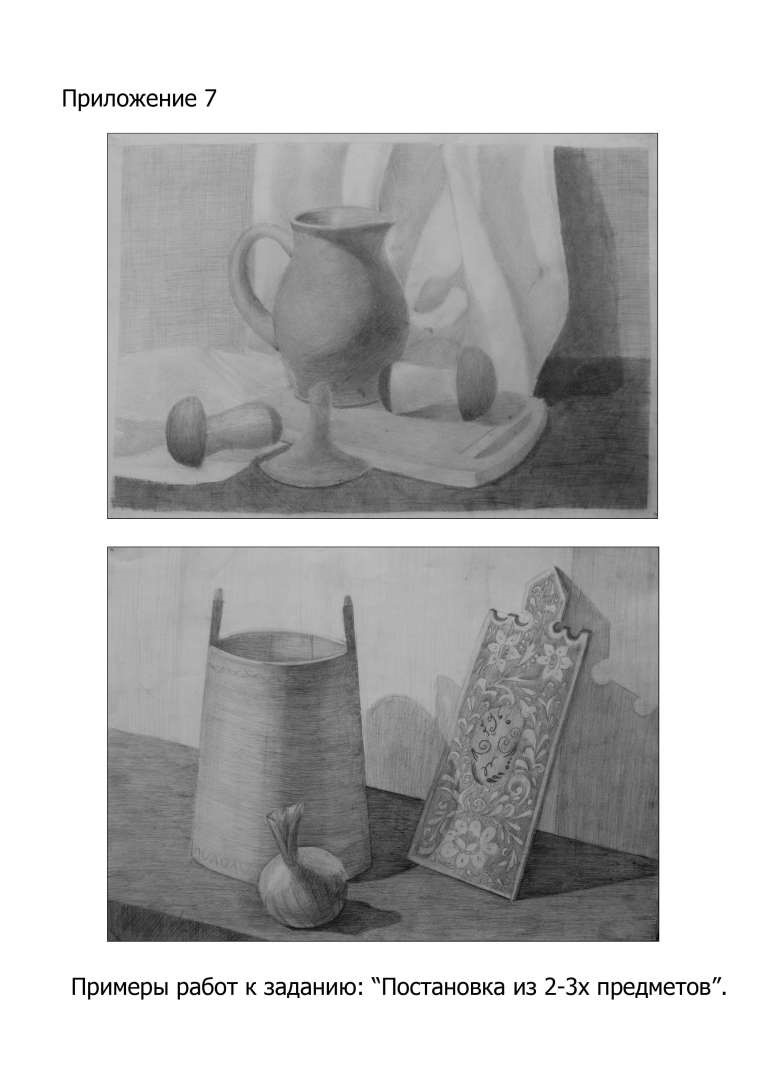 Приложение 7
Примеры работ к заданию: “Постановка из 2-3х предметов”.